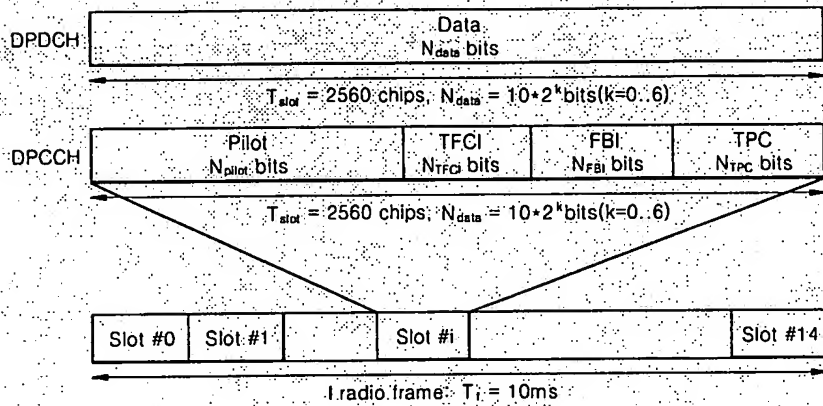 DPDCH
Data
N_data bits
T_slot = 2560 chips, N_data = 10*2^k bits(k=0..6)
DPCCH
Pilot
N_pilot bits
TFCI
N_TFCI bits
FBI
N_FBI bits
TPC
N_TPC bits
T_slot = 2560 chips, N_data = 10*2^k bits(k=0..6)
Slot #0 Slot #1 Slot #i Slot #14
I radio frame: T_f = 10ms